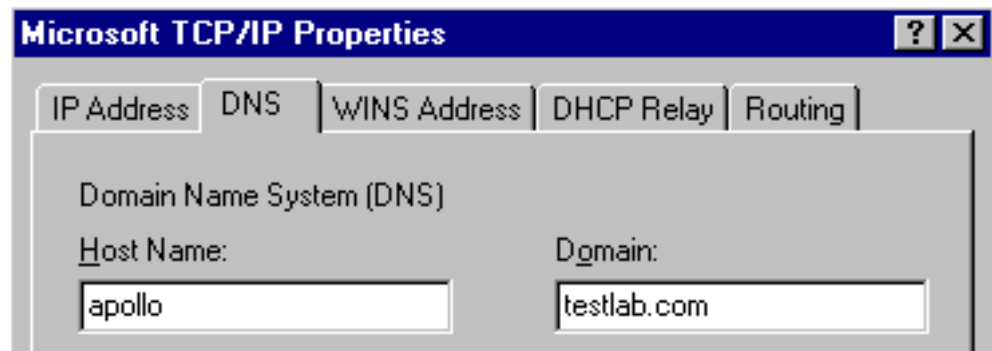 Microsoft TCP/IP Properties
IP Address DNS WINS Address DHCP Relay Routing
Domain Name System (DNS)
Host Name: Domain:
apollo testlab.com